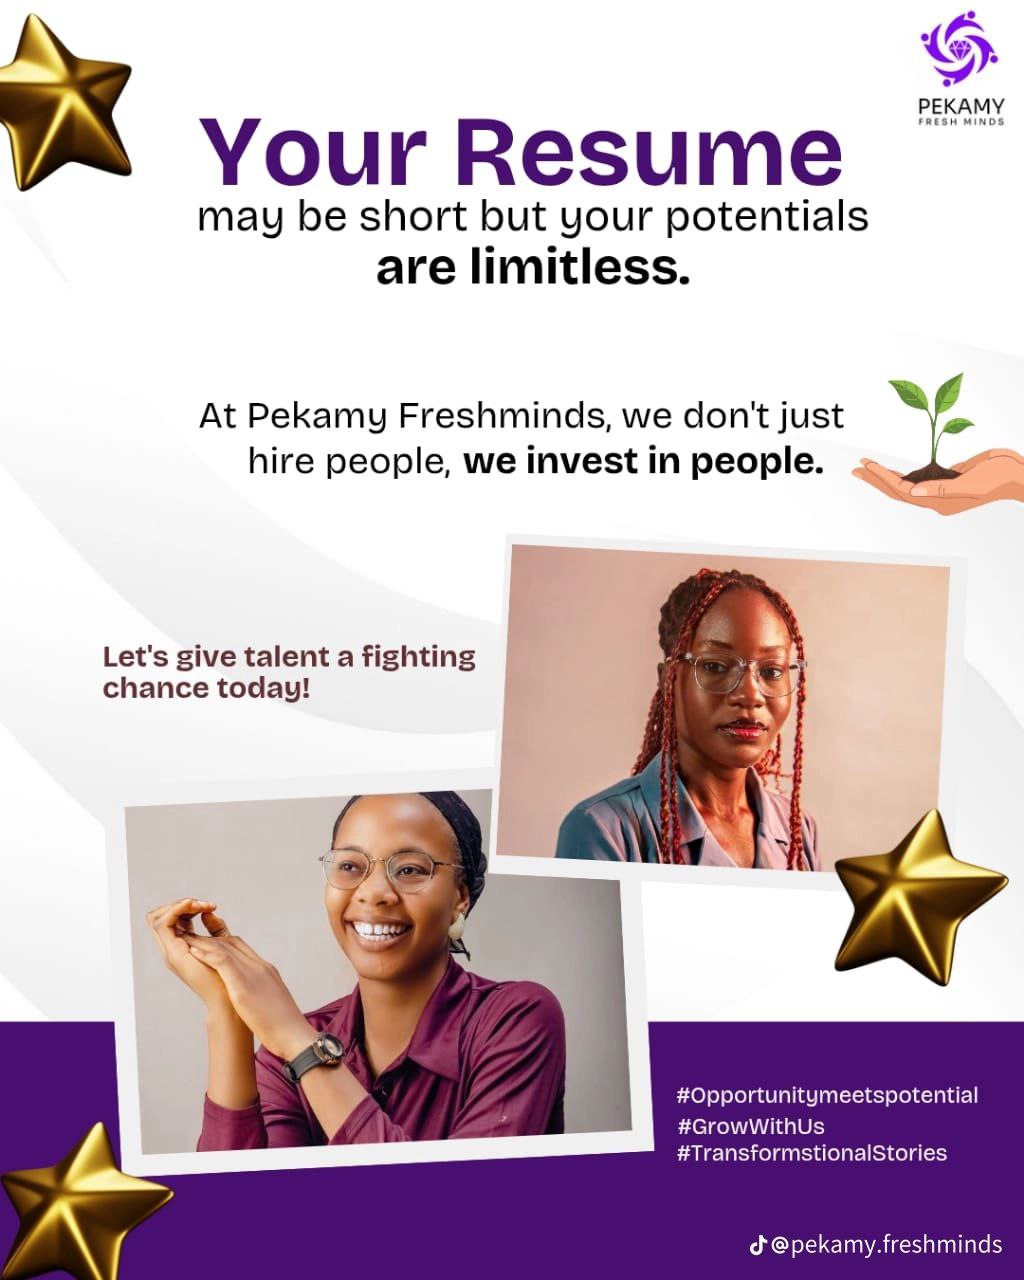 PEKAMY
FRESH MINDS
Your Resume
may be short but your potentials
are limitless.
At Pekamy Freshminds, we don't just
hire people, we invest in people.
Let's give talent a fighting
chance today!
#Opportunitymeetspotential
#GrowWithUs
#TransformstionalStories
@pekamy.freshminds